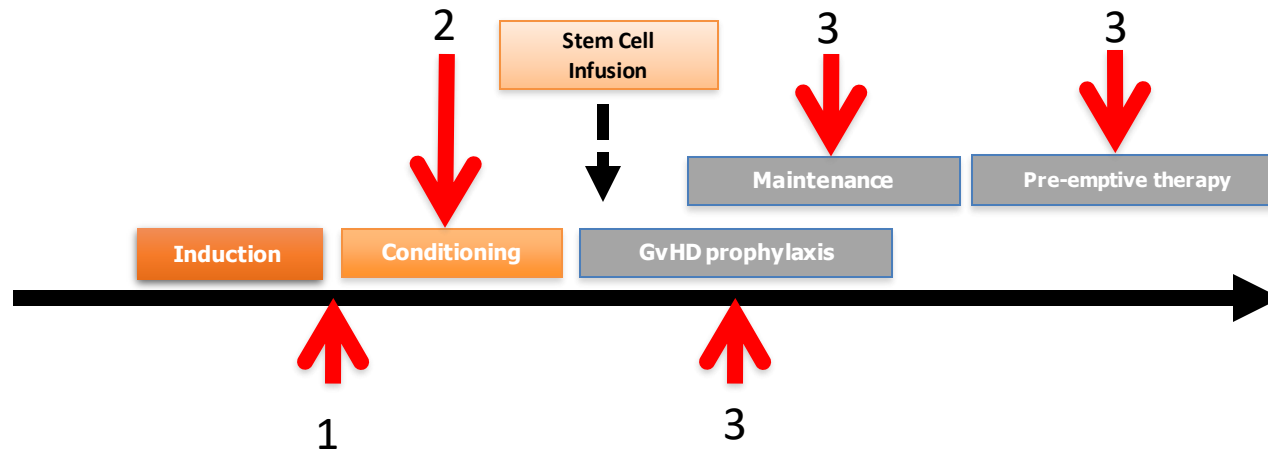 2
Stem Cell
Infusion
3
3
Maintenance
Pre-emptive therapy
Induction
Conditioning
GvHD prophylaxis
1
3